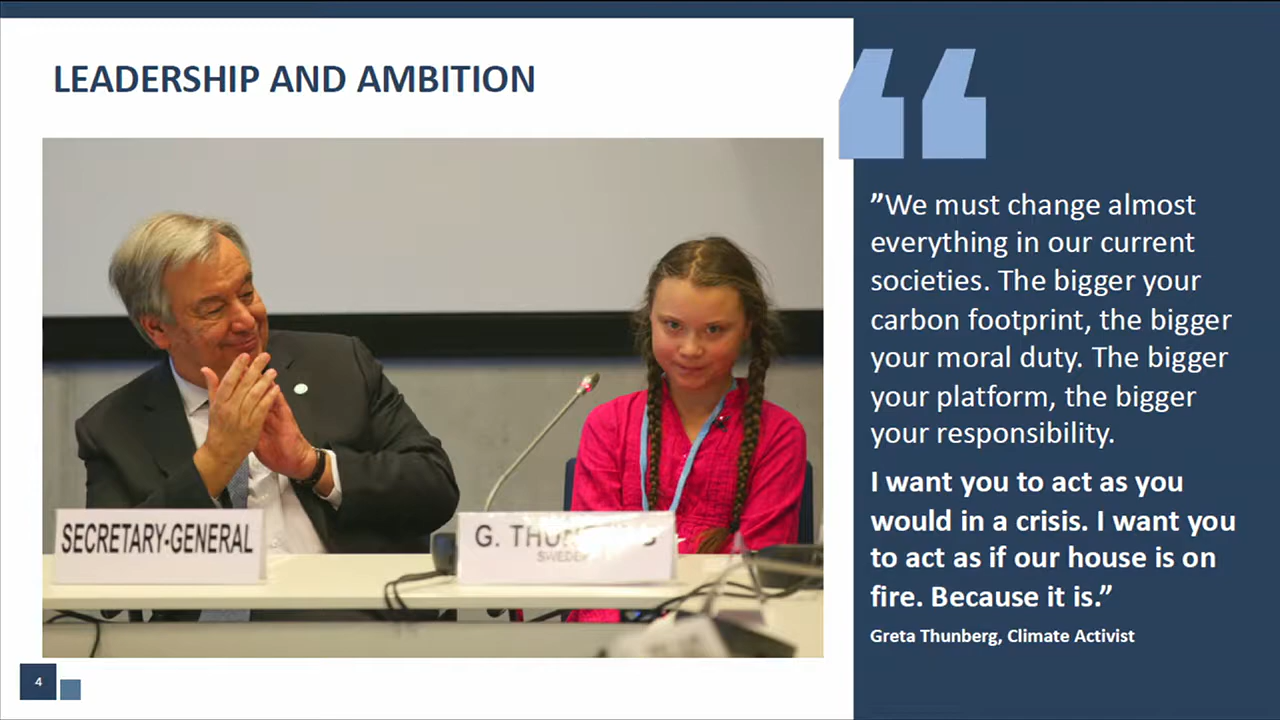 LEADERSHIP AND AMBITION
”We must change almost
everything in our current
societies. The bigger your
carbon footprint, the bigger
your moral duty. The bigger
your platform, the bigger
your responsibility.
I want you to act as you
would in a crisis. I want you
to act as if our house is on
fire. Because it is.”
Greta Thunberg, Climate Activist
SECRETARY-GENERAL
G.
SWEDEN
4